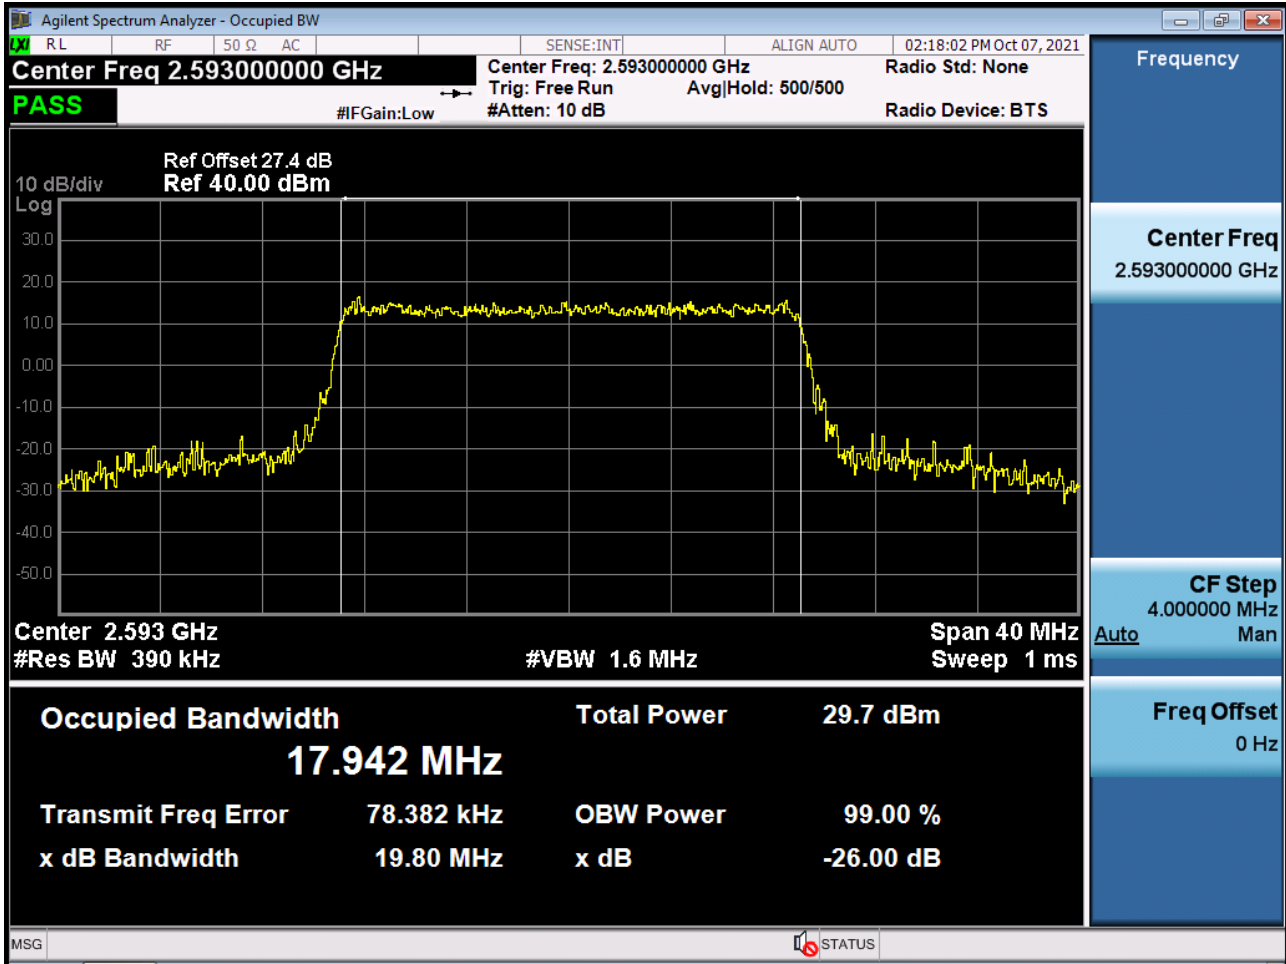 Agilent Spectrum Analyzer - Occupied BW
LXI RL RF 50 Ω AC SENSE:INT ALIGN AUTO 02:18:02 PM Oct 07, 2021
Center Freq 2.593000000 GHz
Center Freq: 2.593000000 GHz
Radio Std: None
Trig: Free Run
Avg|Hold: 500/500
PASS
#IFGain:Low
#Atten: 10 dB
Radio Device: BTS
Ref Offset 27.4 dB
10 dB/div
Ref 40.00 dBm
Log
30.0
20.0
10.0
0.00
-10.0
-20.0
-30.0
-40.0
-50.0
Center 2.593 GHz
Span 40 MHz
#Res BW 390 kHz
#VBW 1.6 MHz
Sweep 1 ms
Occupied Bandwidth
Total Power 29.7 dBm
17.942 MHz
Transmit Freq Error 78.382 kHz
OBW Power 99.00 %
x dB Bandwidth 19.80 MHz
x dB -26.00 dB
Frequency
Center Freq
2.593000000 GHz
CF Step
4.000000 MHz
Auto Man
Freq Offset
0 Hz
MSG
STATUS